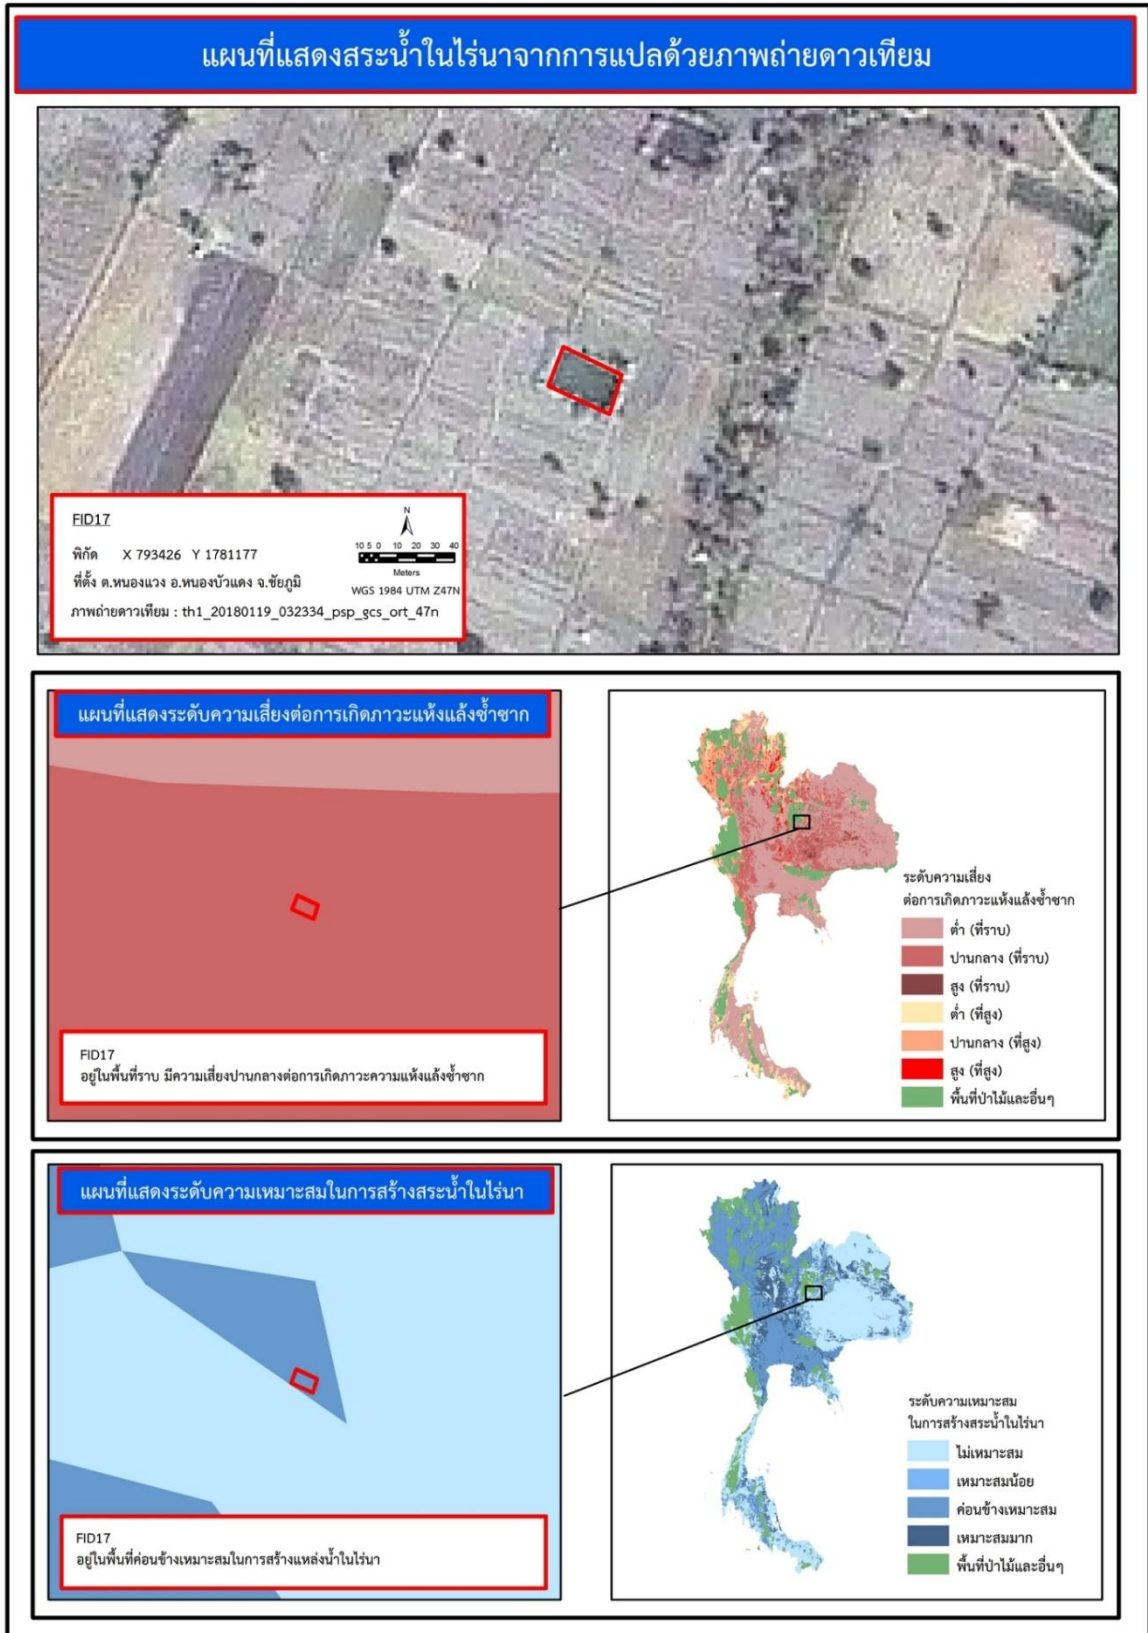 แผนที่แสดงสระน้ำในไร่นาจากการแปลด้วยภาพถ่ายดาวเทียม
FID17
พิกัด X 793426 Y 1781177
ที่ตั้ง ต.หนองแวง อ.หนองบัวแดง จ.ชัยภูมิ
ภาพถ่ายดาวเทียม : th1_20180119_032334_psp_gcs_ort_47n
N
10 5 0 10 20 30 40
Meters
WGS 1984 UTM Z47N
แผนที่แสดงระดับความเสี่ยงต่อการเกิดภาวะแห้งแล้งซ้ำซาก
FID17
อยู่ในพื้นที่ราบ มีความเสี่ยงปานกลางต่อการเกิดภาวะความแห้งแล้งซ้ำซาก
ระดับความเสี่ยง
ต่อการเกิดภาวะแห้งแล้งซ้ำซาก
ต่ำ (ที่ราบ)
ปานกลาง (ที่ราบ)
สูง (ที่ราบ)
ต่ำ (ที่สูง)
ปานกลาง (ที่สูง)
สูง (ที่สูง)
พื้นที่ป่าไม้และอื่นๆ
แผนที่แสดงระดับความเหมาะสมในการสร้างสระน้ำในไร่นา
FID17
อยู่ในพื้นที่ค่อนข้างเหมาะสมในการสร้างแหล่งน้ำในไร่นา
ระดับความเหมาะสม
ในการสร้างสระน้ำในไร่นา
ไม่เหมาะสม
เหมาะสมน้อย
ค่อนข้างเหมาะสม
เหมาะสมมาก
พื้นที่ป่าไม้และอื่นๆ